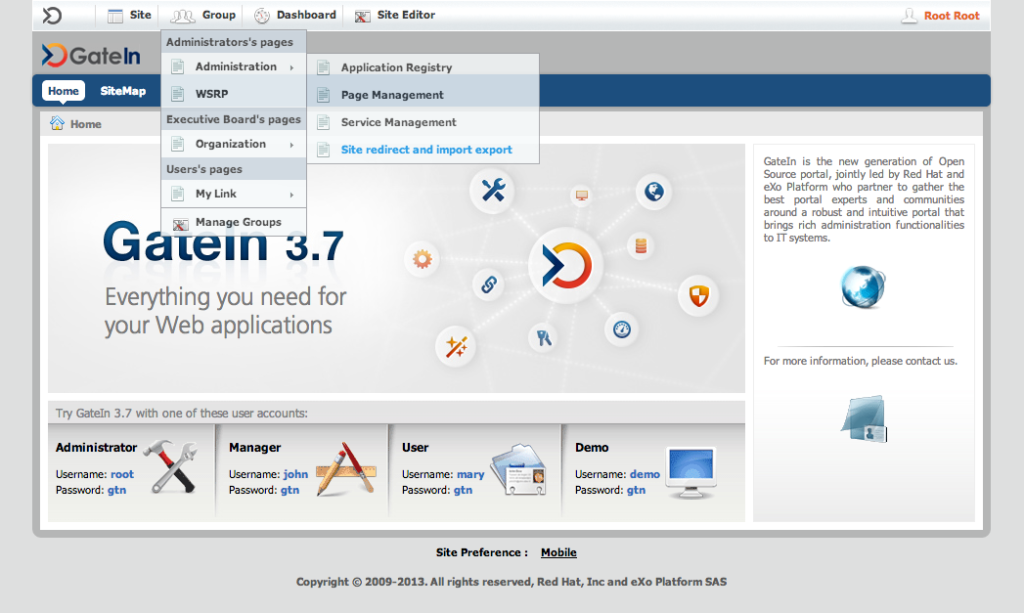 Site
Group
Dashboard
Site Editor
Root Root
GateIn
Home
SiteMap
Home
Administrators's pages
Administration
WSRP
Executive Board's pages
Organization
Users's pages
My Link
Manage Groups
Application Registry
Page Management
Service Management
Site redirect and import export
GateIn 3.7
Everything you need for
your Web applications
GateIn is the new generation of Open
Source portal, jointly led by Red Hat and
eXo Platform who partner to gather the
best portal experts and communities
around a robust and intuitive portal that
brings rich administration functionalities
to IT systems.
For more information, please contact us.
Try GateIn 3.7 with one of these user accounts:
Administrator
Username: root
Password: gtn
Manager
Username: john
Password: gtn
User
Username: mary
Password: gtn
Demo
Username: demo
Password: gtn
Site Preference : Mobile
Copyright © 2009-2013. All rights reserved, Red Hat, Inc and eXo Platform SAS